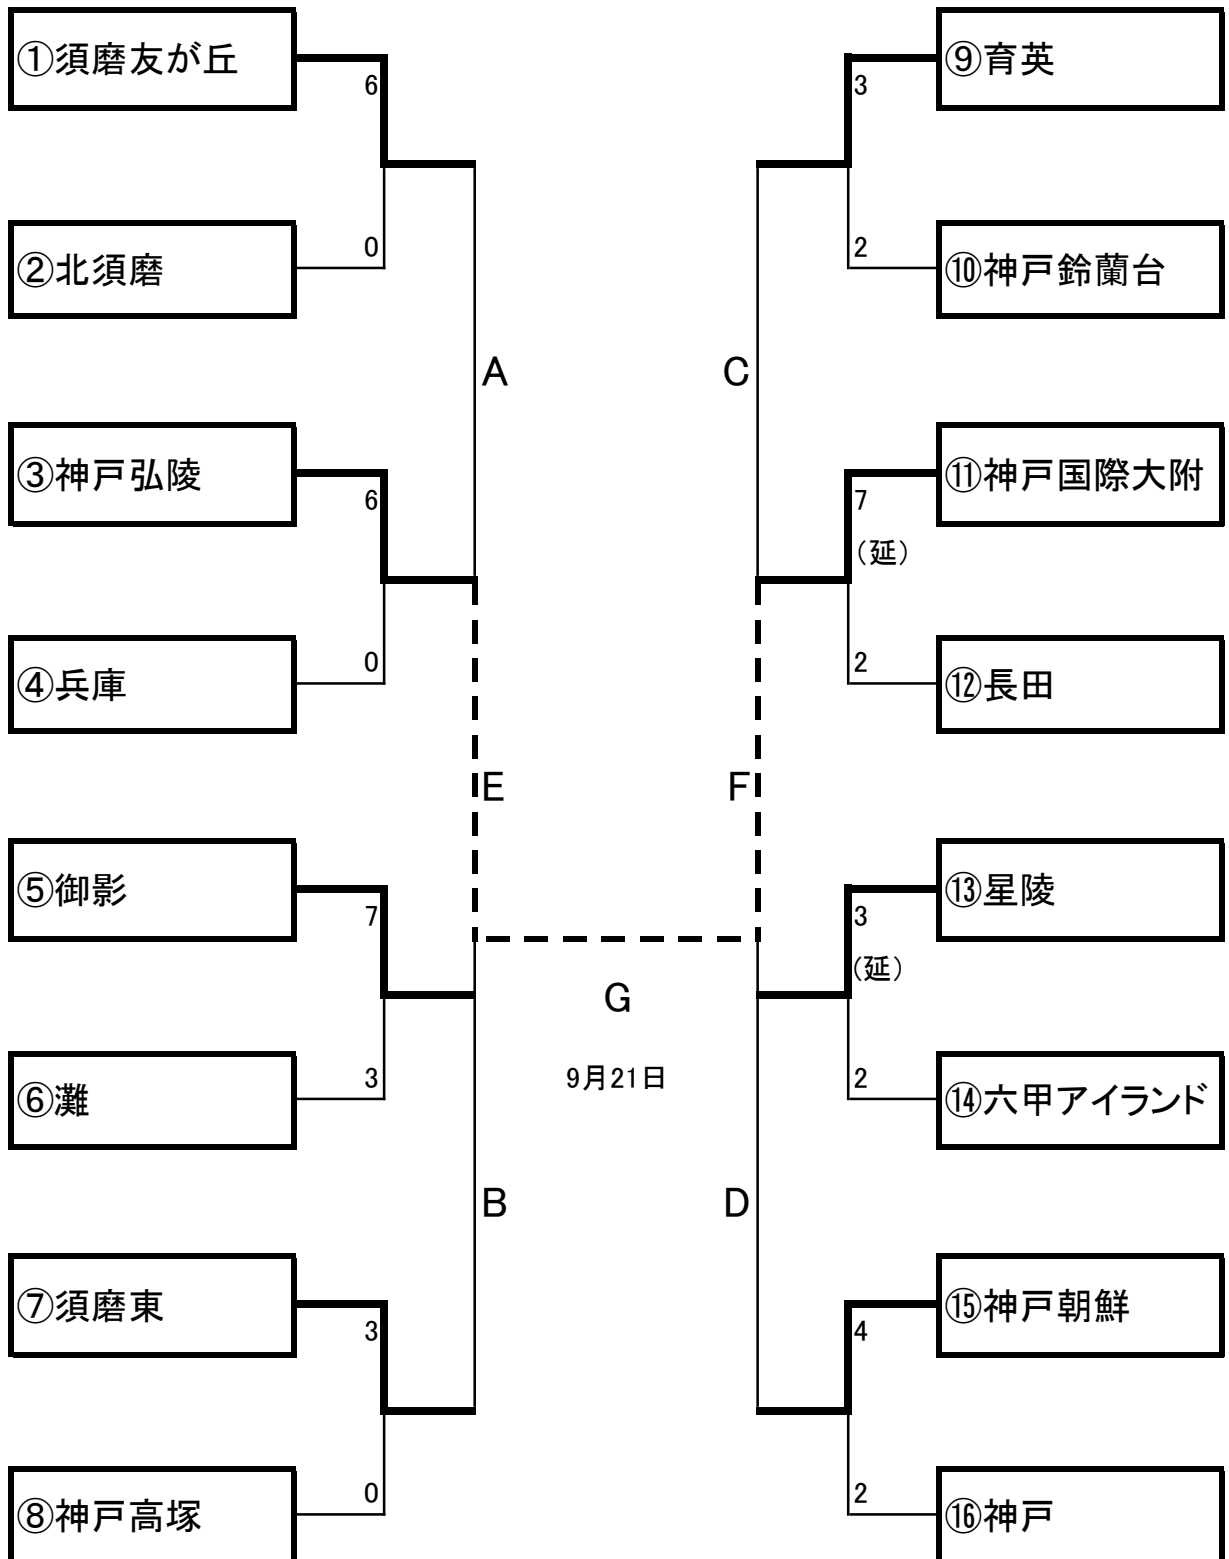 ①須磨友が丘
6
0
②北須磨
A
③神戸弘陵
6
0
④兵庫
E
⑤御影
7
3
⑥灘
B
⑦須磨東
3
0
⑧神戸高塚
G
9月21日
⑨育英
3
2
⑩神戸鈴蘭台
C
⑪神戸国際大附
7
（延）
2
⑫長田
F
⑬星陵
3
（延）
2
⑭六甲アイランド
D
⑮神戸朝鮮
4
2
⑯神戸